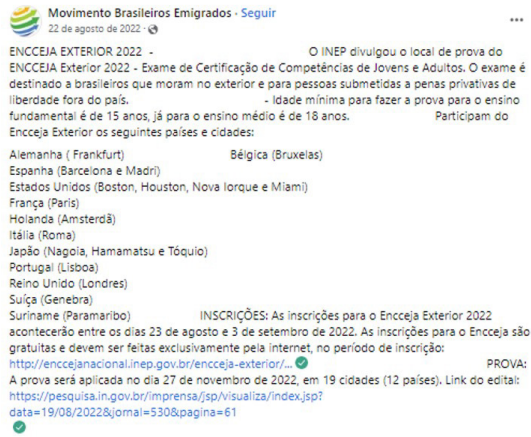 Movimento Brasileiros Emigrados · Seguir
22 de agosto de 2022 ·
ENCCEJA EXTERIOR 2022 - O INEP divulgou o local de prova do
ENCCEJA Exterior 2022 - Exame de Certificação de Competências de Jovens e Adultos. O exame é
destinado a brasileiros que moram no exterior e para pessoas submetidas a penas privativas de
liberdade fora do país. - Idade mínima para fazer a prova para o ensino
fundamental é de 15 anos, já para o ensino médio é de 18 anos. Participam do
Encceja Exterior os seguintes países e cidades:
Alemanha ( Frankfurt) Bélgica (Bruxelas)
Espanha (Barcelona e Madri)
Estados Unidos (Boston, Houston, Nova Iorque e Miami)
França (Paris)
Holanda (Amsterdã)
Itália (Roma)
Japão (Nagoia, Hamamatsu e Tóquio)
Portugal (Lisboa)
Reino Unido (Londres)
Suíça (Genebra)
Suriname (Paramaribo) INSCRIÇÕES: As inscrições para o Encceja Exterior 2022
acontecerão entre os dias 23 de agosto e 3 de setembro de 2022. As inscrições para o Encceja são
gratuitas e devem ser feitas exclusivamente pela internet, no período de inscrição:
http://enccejanacional.inep.gov.br/encceja-exterior/... PROVA:
A prova será aplicada no dia 27 de novembro de 2022, em 19 cidades (12 países). Link do edital:
https://pesquisa.in.gov.br/imprensa/jsp/visualiza/index.jsp?
data=19/08/2022&jornal=530&pagina=61